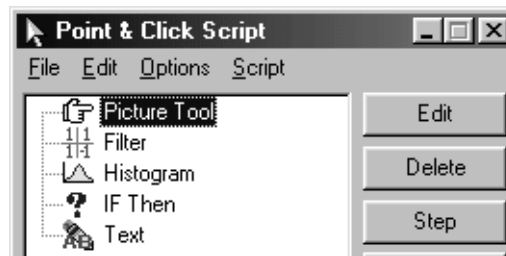 Point & Click Script
File Edit Options Script
Picture Tool
Filter
Histogram
IF Then
Text
Edit
Delete
Step